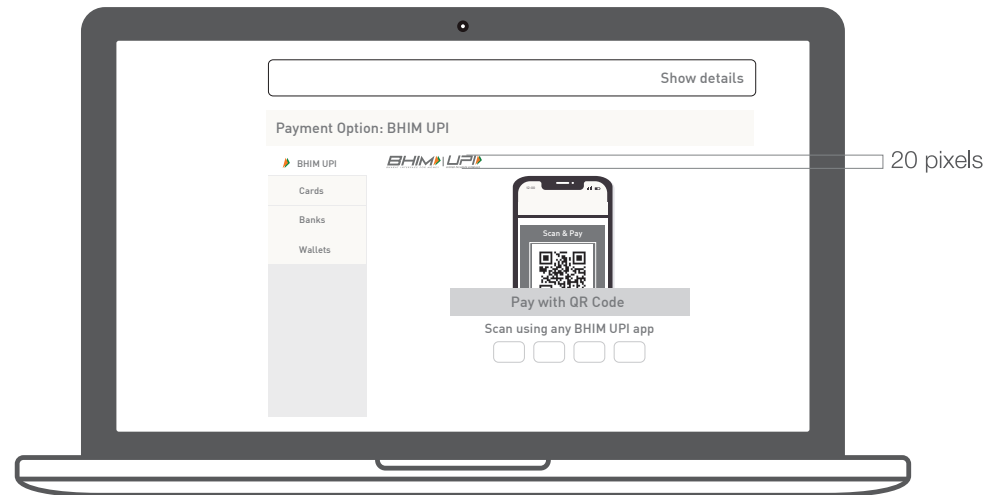 Show details
Payment Option: BHIM UPI
BHIM UPI
BHIM UPI
20 pixels
Cards
Banks
Wallets
Scan & Pay
Pay with QR Code
Scan using any BHIM UPI app